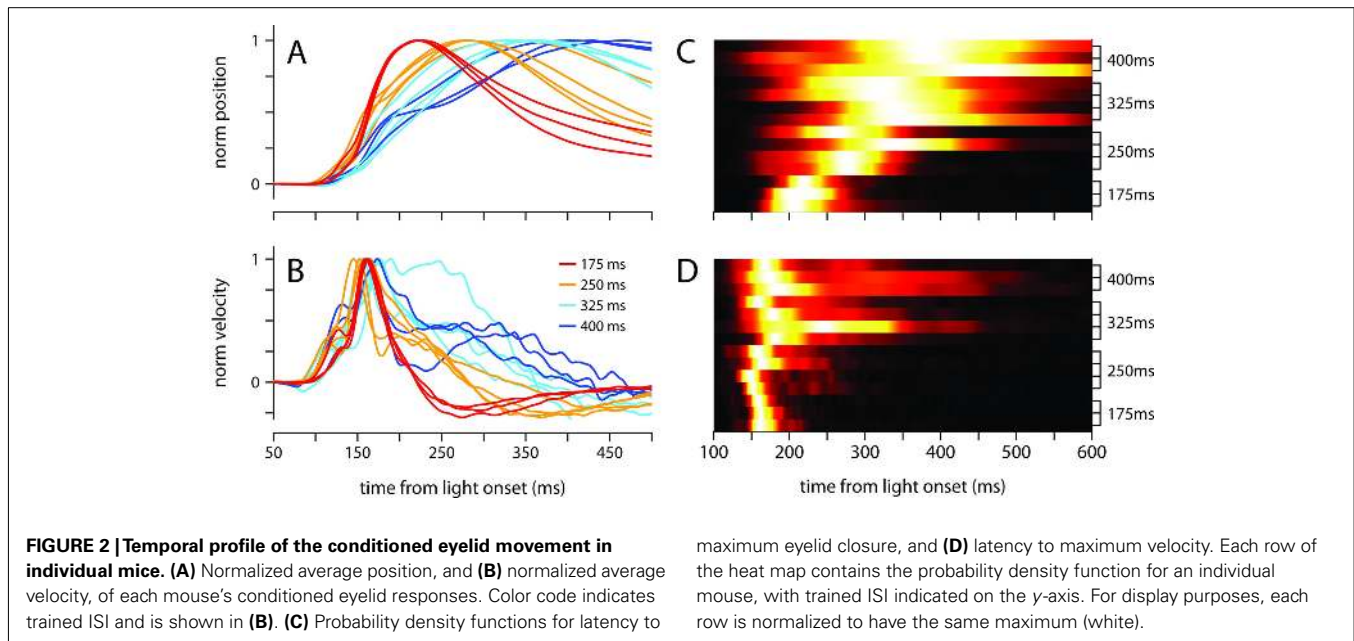 A
1
norm position
0
B
1
norm velocity
0
175 ms
250 ms
325 ms
400 ms
50 150 250 350 450
time from light onset (ms)
C
400ms
325ms
250ms
175ms
D
400ms
325ms
250ms
175ms
100 200 300 400 500 600
time from light onset (ms)
FIGURE 2 | Temporal profile of the conditioned eyelid movement in
individual mice. (A) Normalized average position, and (B) normalized average
velocity, of each mouse's conditioned eyelid responses. Color code indicates
trained ISI and is shown in (B). (C) Probability density functions for latency to
maximum eyelid closure, and (D) latency to maximum velocity. Each row of
the heat map contains the probability density function for an individual
mouse, with trained ISI indicated on the y-axis. For display purposes, each
row is normalized to have the same maximum (white).